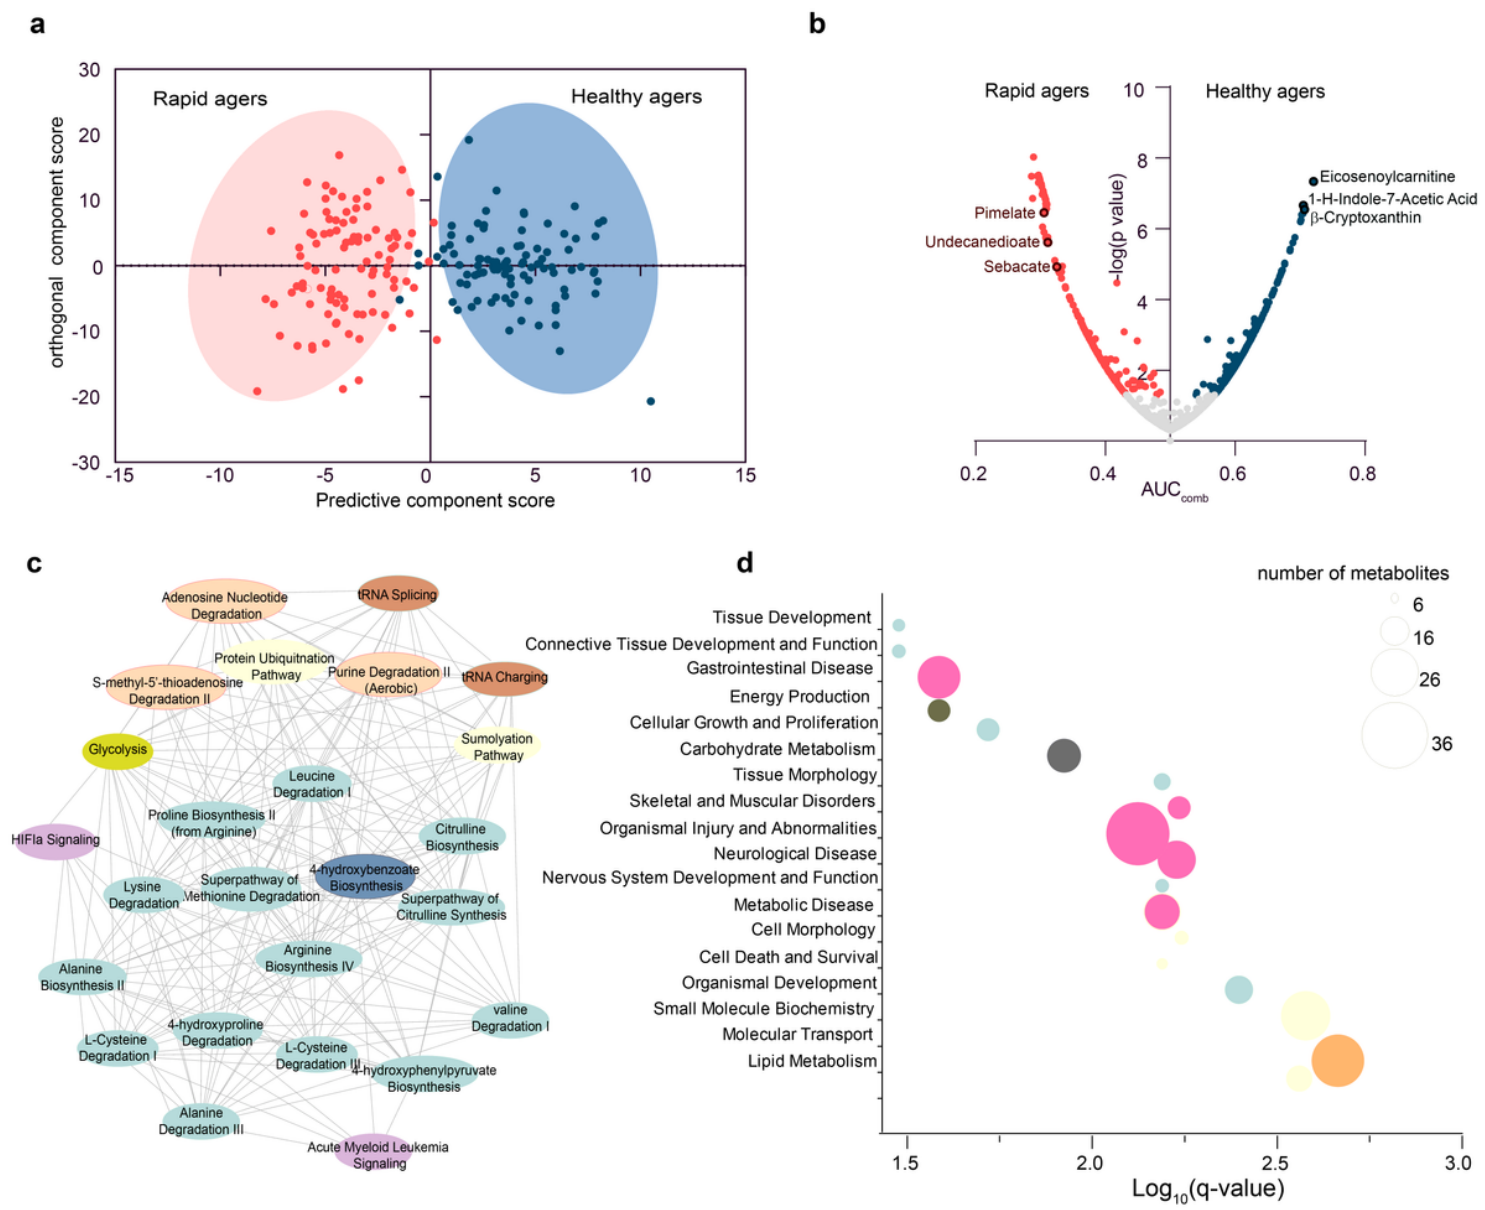 a
30
20
10
0
-10
-20
-30
-15
-10
-5
0
5
10
15
Rapid agers
Healthy agers
orthogonal component score
Predictive component score
b
Rapid agers
Healthy agers
10
8
6
4
2
-log(p value)
Pimelate
Undecanedioate
Sebacate
Eicosenoylcarnitine
1-H-Indole-7-Acetic Acid
β-Cryptoxanthin
0.2
0.4
0.6
0.8
AUCcomb
c
Adenosine Nucleotide
Degradation
tRNA Splicing
Protein Ubiquitnation
Pathway
Purine Degradation II
(Aerobic)
S-methyl-5'-thioadenosine
Degradation II
tRNA Charging
Glycolysis
Sumolyation
Pathway
Leucine
Degradation I
Proline Biosynthesis II
(from Arginine)
Citrulline
Biosynthesis
HIFIa Signaling
4-hydroxybenzoate
Biosynthesis
Lysine
Degradation
Superpathway of
Methionine Degradation
Superpathway of
Citrulline Synthesis
Arginine
Biosynthesis IV
Alanine
Biosynthesis II
valine
Degradation I
4-hydroxyproline
Degradation
L-Cysteine
Degradation I
L-Cysteine
Degradation III
4-hydroxyphenylpyruvate
Biosynthesis
Alanine
Degradation III
Acute Myeloid Leukemia
Signaling
d
number of metabolites
6
16
26
36
Tissue Development
Connective Tissue Development and Function
Gastrointestinal Disease
Energy Production
Cellular Growth and Proliferation
Carbohydrate Metabolism
Tissue Morphology
Skeletal and Muscular Disorders
Organismal Injury and Abnormalities
Neurological Disease
Nervous System Development and Function
Metabolic Disease
Cell Morphology
Cell Death and Survival
Organismal Development
Small Molecule Biochemistry
Molecular Transport
Lipid Metabolism
1.5
2.0
2.5
3.0
Log10(q-value)